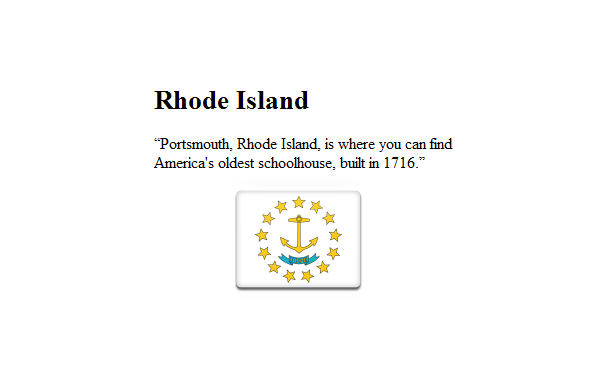 Rhode Island
“Portsmouth, Rhode Island, is where you can find
America's oldest schoolhouse, built in 1716.”